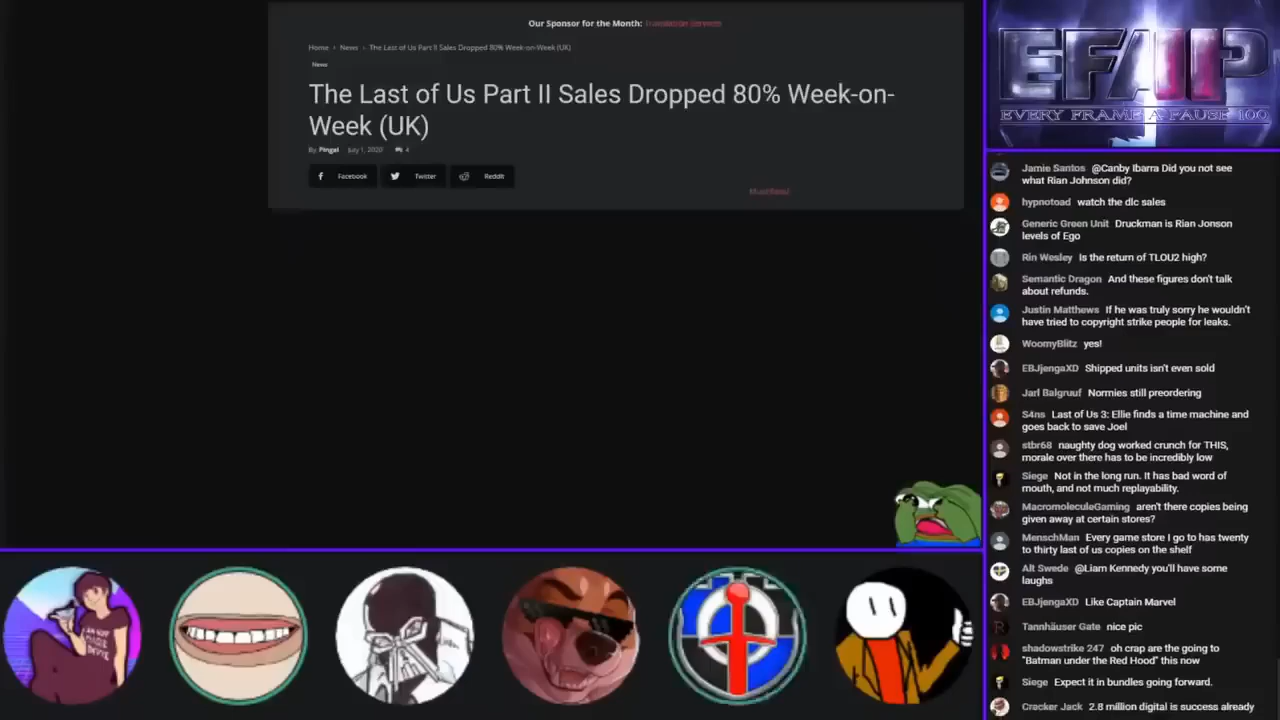 Our Sponsor for the Month: Translation Services
Home › News › The Last of Us Part II Sales Dropped 80% Week-on-Week (UK)
News
The Last of Us Part II Sales Dropped 80% Week-on-
Week (UK)
By Pingal July 1, 2020 4
Facebook Twitter Reddit
EFAP
EVERY FRAME A PAUSE 100
Jamie Santos @Canby Ibarra Did you not see
what Rian Johnson did?
hypnotoad watch the dlc sales
Generic Green Unit Druckman is Rian Jonson
levels of Ego
Rin Wesley Is the return of TLOU2 high?
Semantic Dragon And these figures don't talk
about refunds.
Justin Matthews If he was truly sorry he wouldn't
have tried to copyright strike people for leaks.
WoomyBlitz yes!
EBJjengaXD Shipped units isn't even sold
Jarl Balgruuf Normies still preordering
S4ns Last of Us 3: Ellie finds a time machine and
goes back to save Joel
stbr68 naughty dog worked crunch for THIS,
morale over there has to be incredibly low
Siege Not in the long run. It has bad word of
mouth, and not much replayability.
MacromoleculeGaming aren't there copies being
given away at certain stores?
MenschMan Every game store I go to has twenty
to thirty last of us copies on the shelf
Alt Swede @Liam Kennedy you'll have some
laughs
EBJjengaXD Like Captain Marvel
Tannhäuser Gate nice pic
shadowstrike 247 oh crap are the going to
"Batman under the Red Hood" this now
Siege Expect it in bundles going forward.
Cracker Jack 2.8 million digital is success already